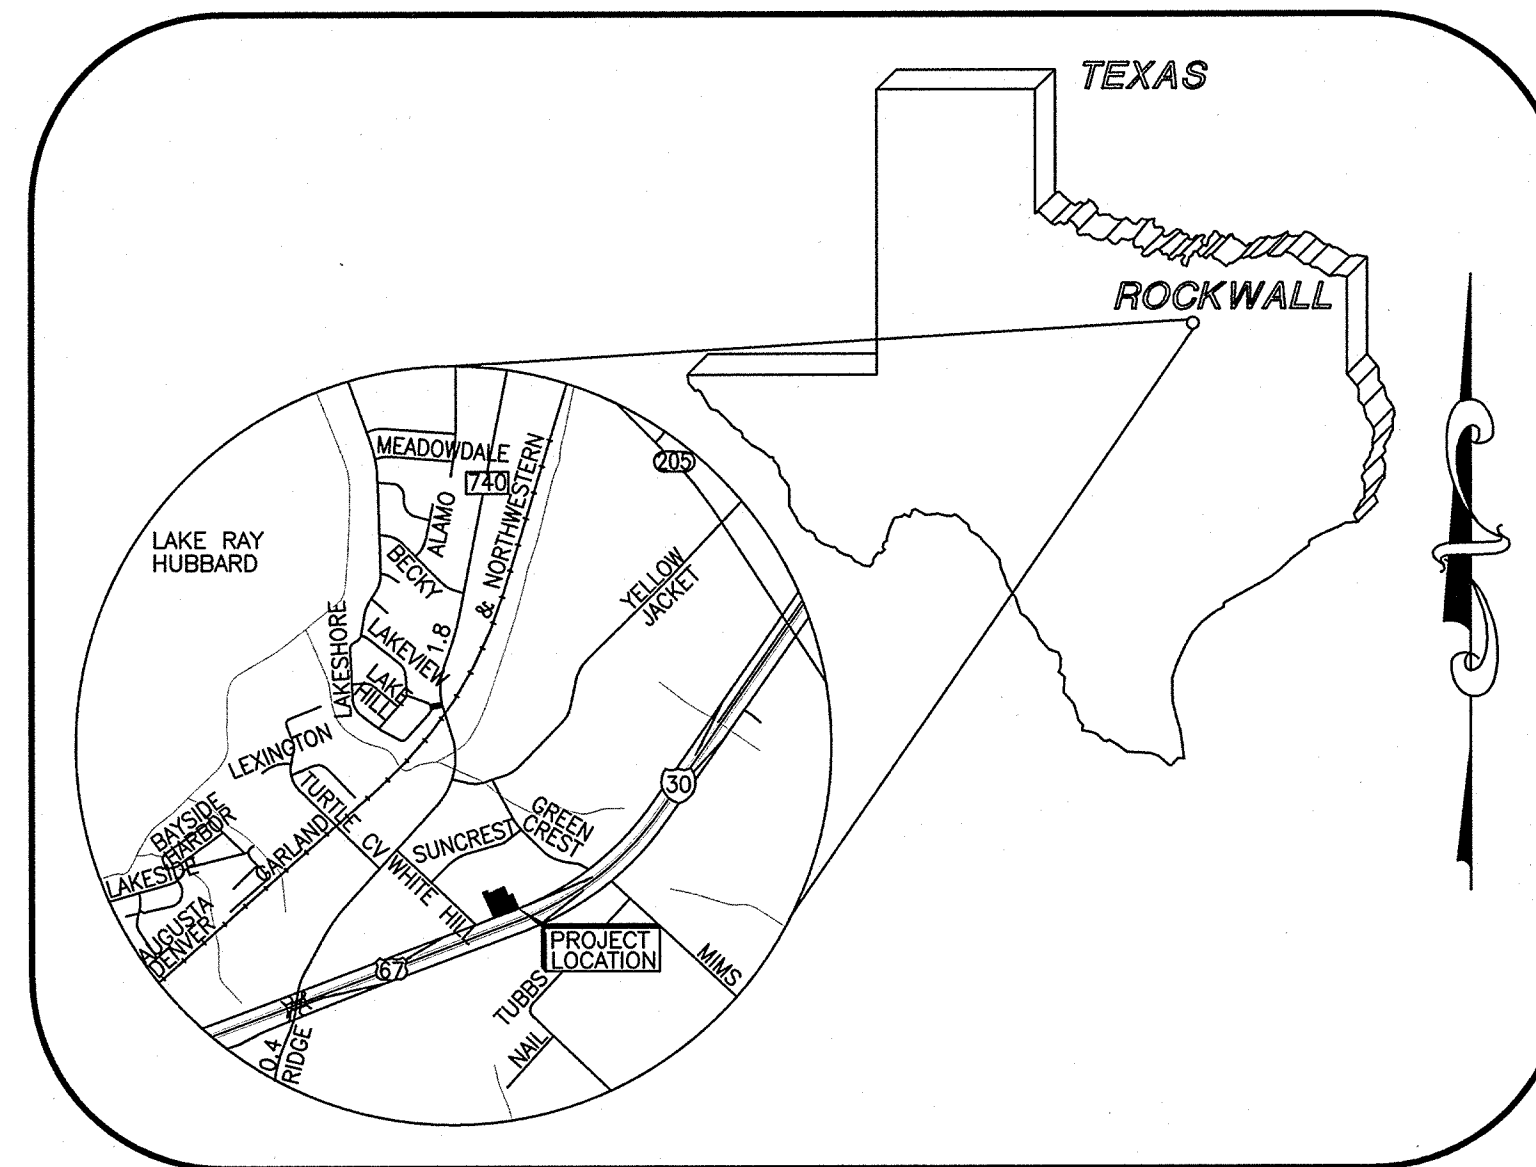 TEXAS
ROCKWALL
MEADOWDALE
740
205
ALAMO
& NORTHWESTERN
LAKE RAY
HUBBARD
BECKY
YELLOW
JACKET
LAKESHORE
LAKEVIEW
1.8
LAKE
HILL
LEXINGTON
TURTLE CV
30
BAYSIDE
HARBOR
GREEN
CREST
SUNCREST
GARLAND
LAKESIDE
WHITE HILL
AUGUSTA
DENVER
PROJECT
LOCATION
67
MIMS
TUBBS
NAIL
0.4
RIDGE